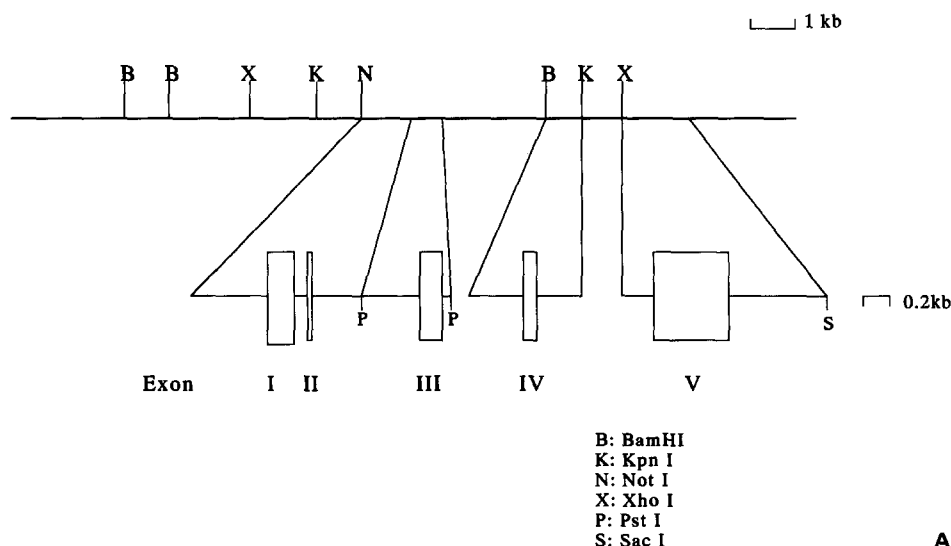 1 kb
B B X K N B K X
P P S 0.2kb
Exon I II III IV V
B: BamHI
K: Kpn I
N: Not I
X: Xho I
P: Pst I
S: Sac I
A